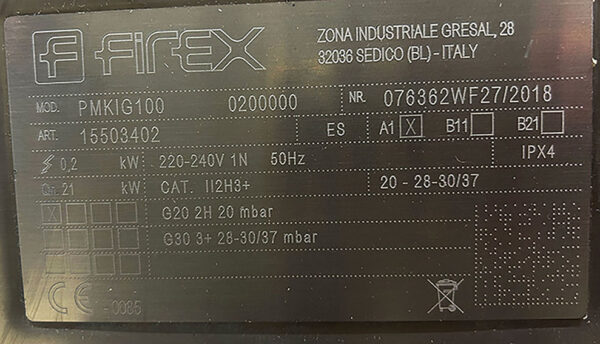 FIREX
ZONA INDUSTRIALE GRESAL, 28
32036 SEDICO (BL) - ITALY
MOD. PMKIG100 0200000 NR. 076362WF27/2018
ART. 15503402 ES A1 X B11 B21
0,2 kW 220-240V 1N 50Hz IPX4
Qn. 21 kW CAT. II2H3+ 20 - 28-30/37
X G20 2H 20 mbar
G30 3+ 28-30/37 mbar
CE 0085